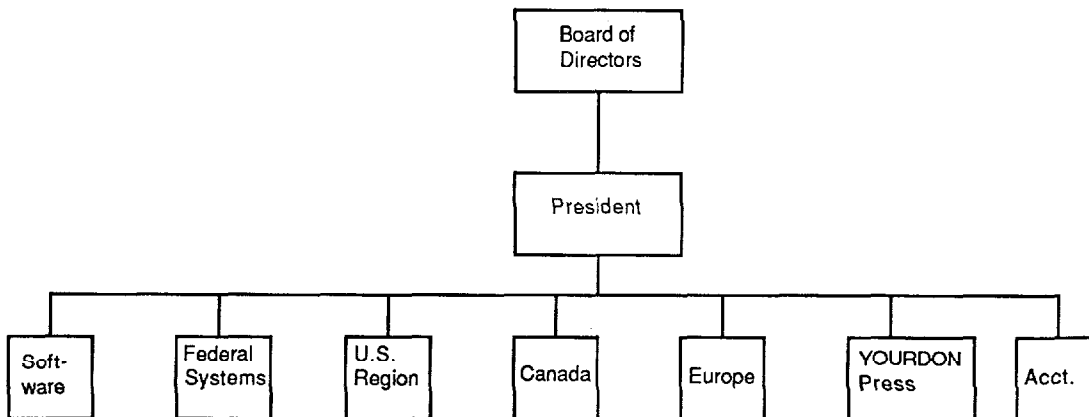 Board of
Directors
President
Soft-
ware
Federal
Systems
U.S.
Region
Canada
Europe
YOURDON
Press
Acct.